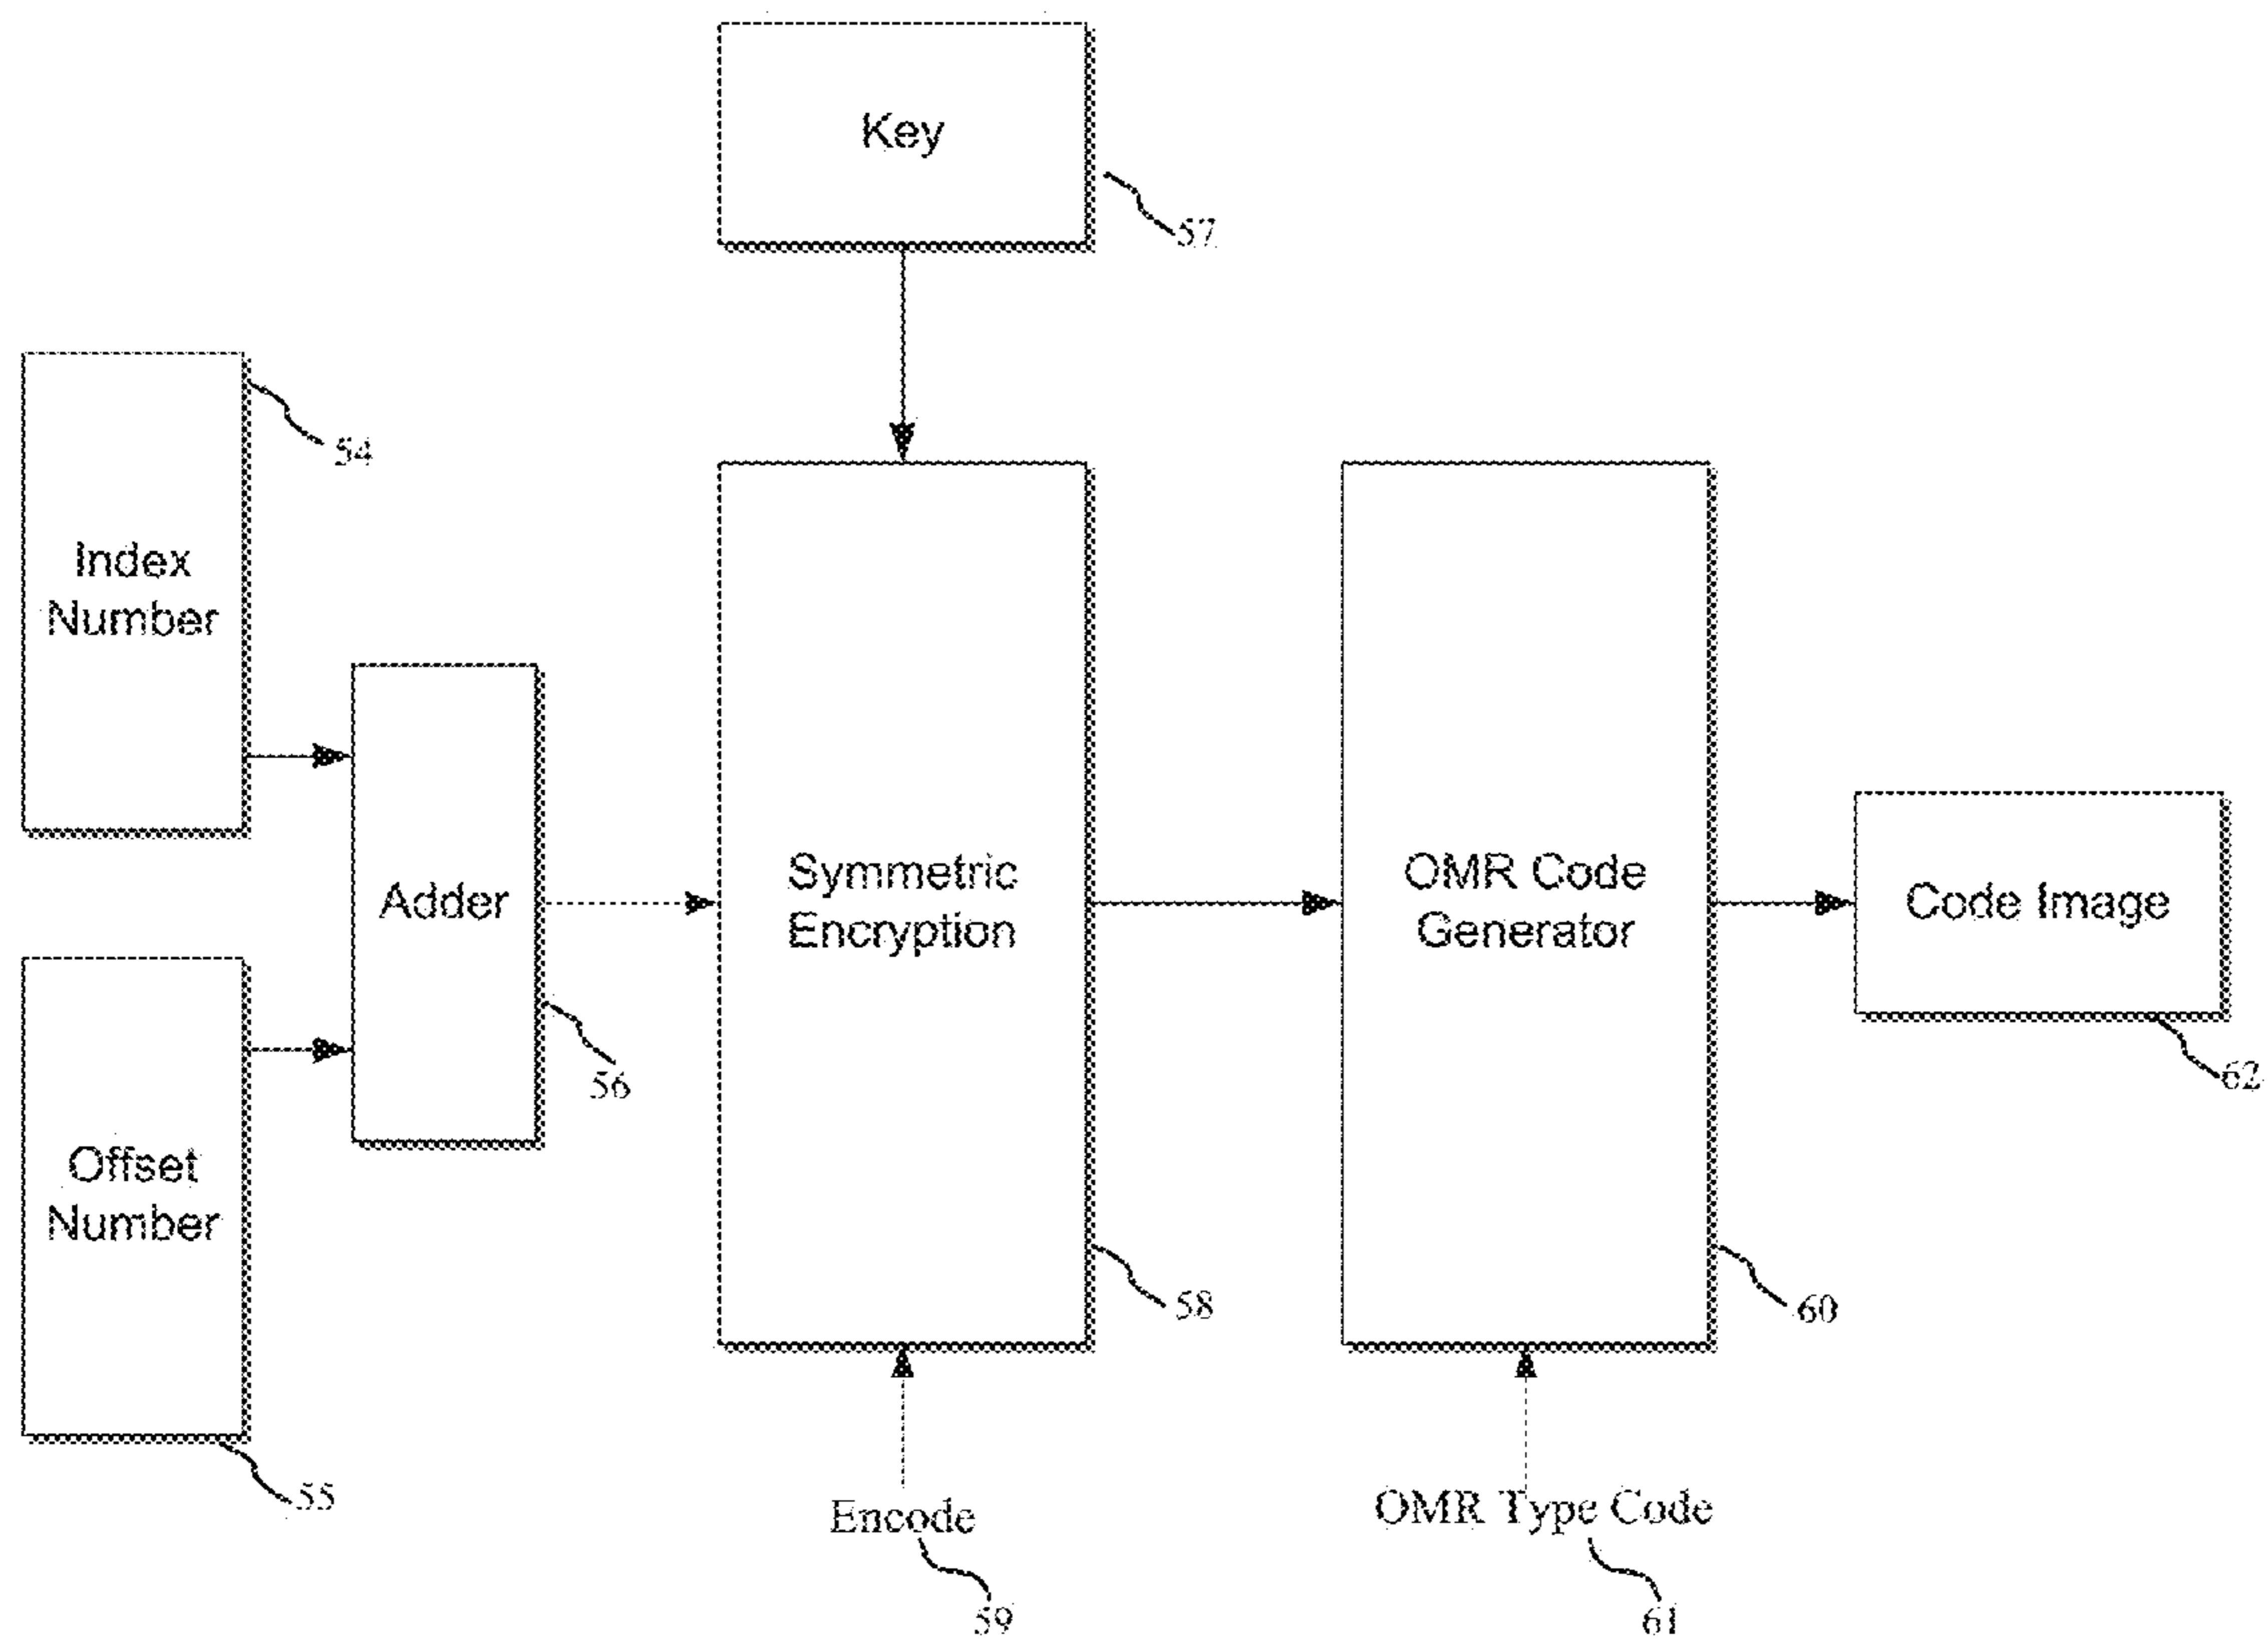 Key
57
54
Index
Number
Adder
56
Symmetric
Encryption
58
OMR Code
Generator
60
Code Image
62
Offset
Number
55
Encode
59
OMR Type Code
61